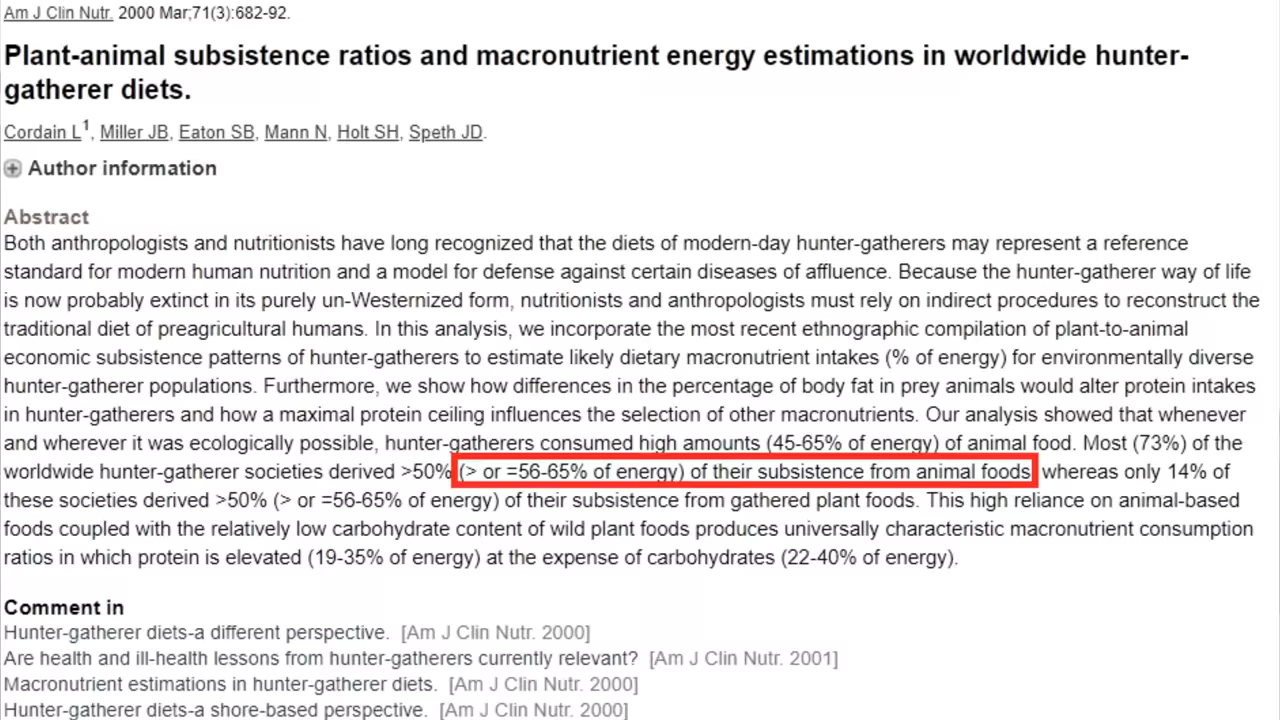 Am J Clin Nutr. 2000 Mar;71(3):682-92.
Plant-animal subsistence ratios and macronutrient energy estimations in worldwide hunter-
gatherer diets.
Cordain L1, Miller JB, Eaton SB, Mann N, Holt SH, Speth JD.
Author information
Abstract
Both anthropologists and nutritionists have long recognized that the diets of modern-day hunter-gatherers may represent a reference
standard for modern human nutrition and a model for defense against certain diseases of affluence. Because the hunter-gatherer way of life
is now probably extinct in its purely un-Westernized form, nutritionists and anthropologists must rely on indirect procedures to reconstruct the
traditional diet of preagricultural humans. In this analysis, we incorporate the most recent ethnographic compilation of plant-to-animal
economic subsistence patterns of hunter-gatherers to estimate likely dietary macronutrient intakes (% of energy) for environmentally diverse
hunter-gatherer populations. Furthermore, we show how differences in the percentage of body fat in prey animals would alter protein intakes
in hunter-gatherers and how a maximal protein ceiling influences the selection of other macronutrients. Our analysis showed that whenever
and wherever it was ecologically possible, hunter-gatherers consumed high amounts (45-65% of energy) of animal food. Most (73%) of the
worldwide hunter-gatherer societies derived >50% (> or =56-65% of energy) of their subsistence from animal foods, whereas only 14% of
these societies derived >50% (> or =56-65% of energy) of their subsistence from gathered plant foods. This high reliance on animal-based
foods coupled with the relatively low carbohydrate content of wild plant foods produces universally characteristic macronutrient consumption
ratios in which protein is elevated (19-35% of energy) at the expense of carbohydrates (22-40% of energy).
Comment in
Hunter-gatherer diets-a different perspective. [Am J Clin Nutr. 2000]
Are health and ill-health lessons from hunter-gatherers currently relevant? [Am J Clin Nutr. 2001]
Macronutrient estimations in hunter-gatherer diets. [Am J Clin Nutr. 2000]
Hunter-gatherer diets-a shore-based perspective. [Am J Clin Nutr. 2000]